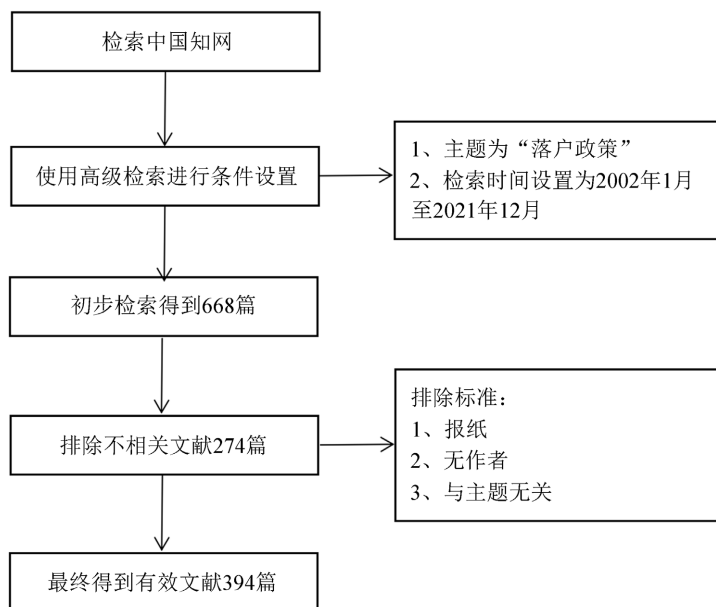 检索中国知网
使用高级检索进行条件设置
1、主题为“落户政策”
2、检索时间设置为2002年1月
至2021年12月
初步检索得到668篇
排除不相关文献274篇
排除标准：
1、报纸
2、无作者
3、与主题无关
最终得到有效文献394篇